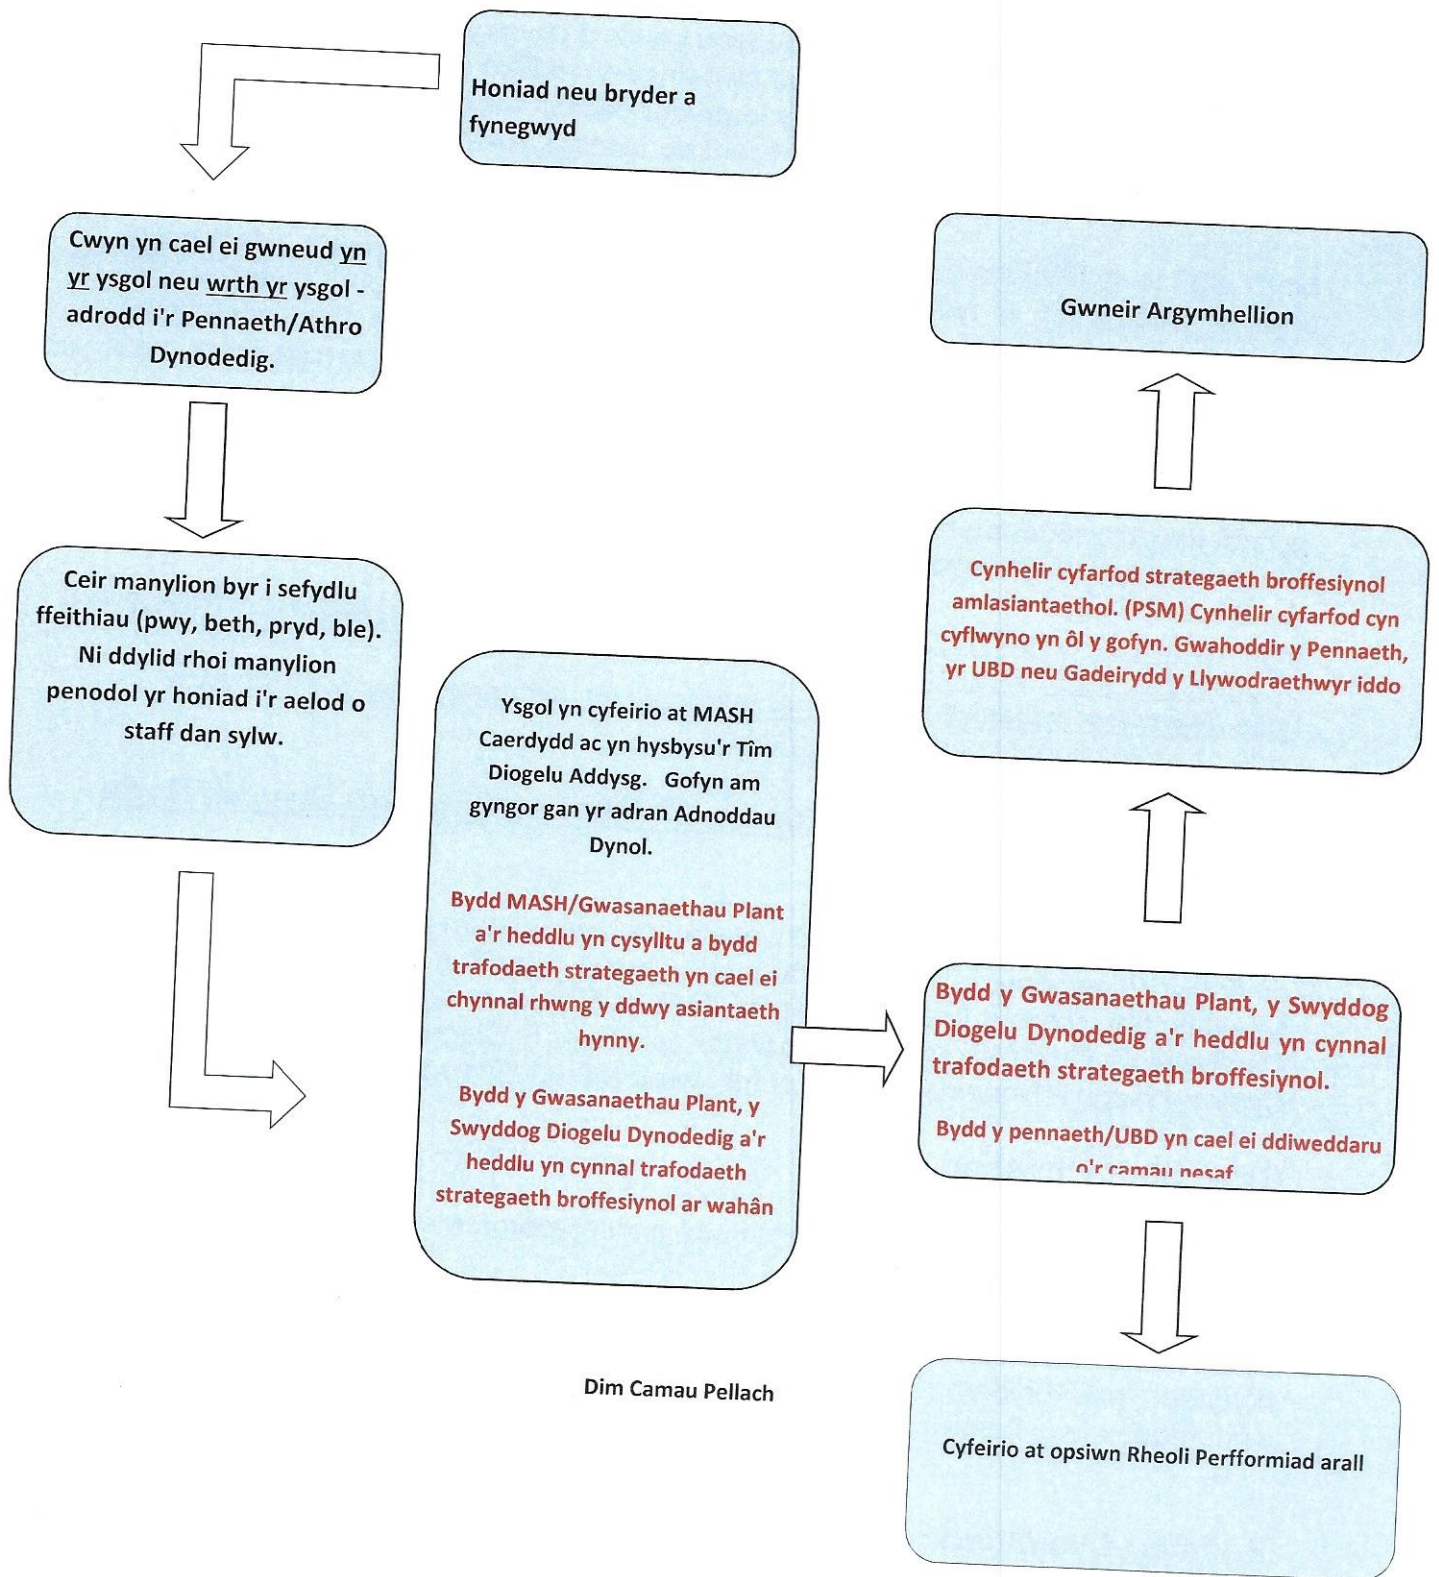 Honiad neu bryder a
fynegwyd
Cwyn yn cael ei gwneud yn
yr ysgol neu wrth yr ysgol -
adrodd i'r Pennaeth/Athro
Dynodedig.
Ceir manylion byr i sefydlu
ffeithiau (pwy, beth, pryd, ble).
Ni ddylid rhoi manylion
penodol yr honiad i'r aelod o
staff dan sylw.
Ysgol yn cyfeirio at MASH
Caerdydd ac yn hysbysu'r Tîm
Diogelu Addysg. Gofyn am
gyngor gan yr adran Adnoddau
Dynol.
Bydd MASH/Gwasanaethau Plant
a'r heddlu yn cysylltu a bydd
trafodaeth strategaeth yn cael ei
chynnal rhwng y ddwy asiantaeth
hynny.
Bydd y Gwasanaethau Plant, y
Swyddog Diogelu Dynodedig a'r
heddlu yn cynnal trafodaeth
strategaeth broffesiynol ar wahân
Bydd y Gwasanaethau Plant, y Swyddog
Diogelu Dynodedig a'r heddlu yn cynnal
trafodaeth strategaeth broffesiynol.
Bydd y pennaeth/UBD yn cael ei ddiweddaru
o'r camau nesaf
Cynhelir cyfarfod strategaeth broffesiynol
amlasiantaethol. (PSM) Cynhelir cyfarfod cyn
cyflwyno yn ôl y gofyn. Gwahoddir y Pennaeth,
yr UBD neu Gadeirydd y Llywodraethwyr iddo
Gwneir Argymhellion
Dim Camau Pellach
Cyfeirio at opsiwn Rheoli Perfformiad arall